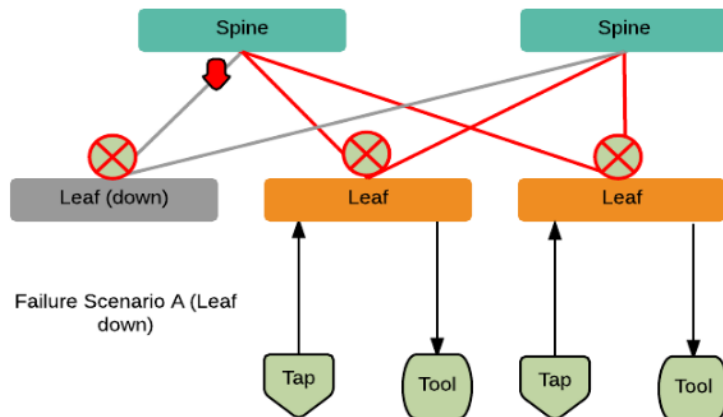 Spine
Spine
Leaf (down)
Leaf
Leaf
Failure Scenario A (Leaf
down)
Tap
Tool
Tap
Tool